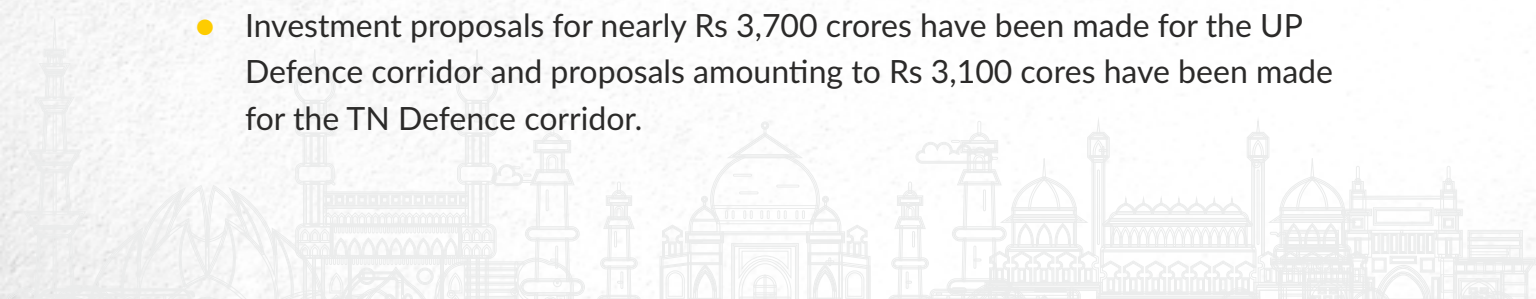 Investment proposals for nearly Rs 3,700 crores have been made for the UP
Defence corridor and proposals amounting to Rs 3,100 cores have been made
for the TN Defence corridor.